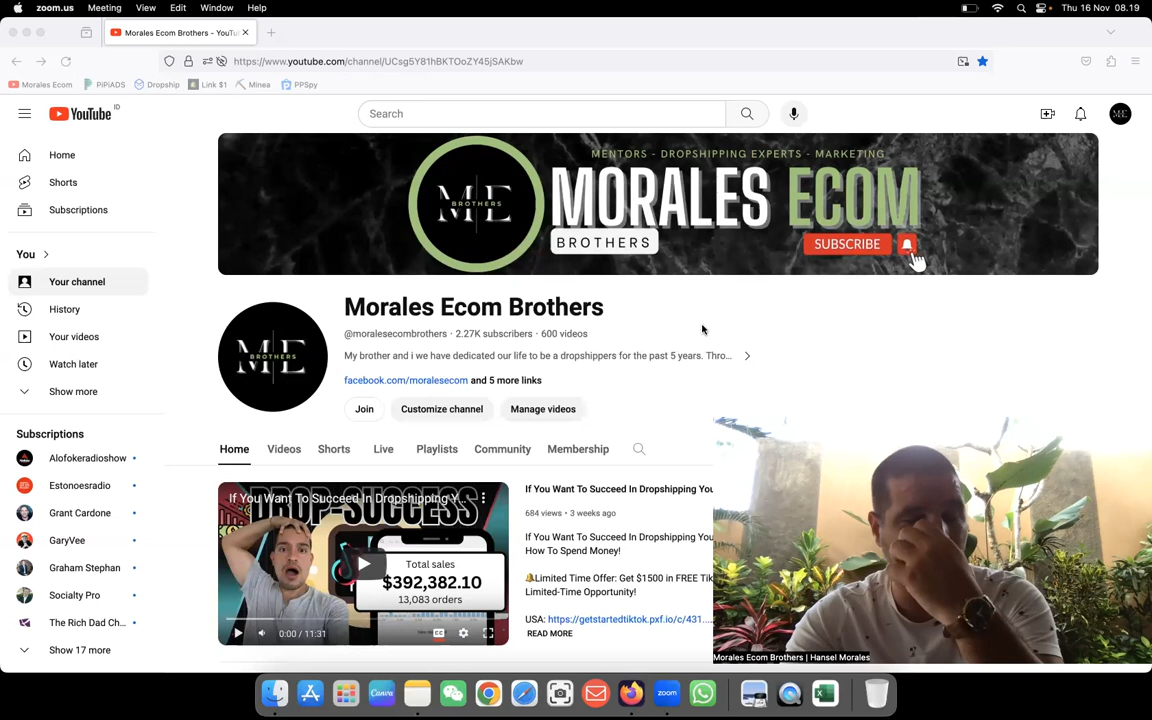 zoom.us Meeting View Edit Window Help
Thu 16 Nov 08.19
Morales Ecom Brothers - YouTu
https://www.youtube.com/channel/UCsg5Y81hBKTOoZY45jSAKbw
Morales Ecom PiPiADS Dropship Link $1 Minea PPSpy
YouTube ID
Search
Home
Shorts
Subscriptions
You
Your channel
History
Your videos
Watch later
Show more
Subscriptions
Alofokeradioshow
Estonoesradio
Grant Cardone
GaryVee
Graham Stephan
Socialty Pro
The Rich Dad Ch...
Show 17 more
MENTORS - DROPSHIPPING EXPERTS - MARKETING
ME
BROTHERS
MORALES ECOM
BROTHERS
SUBSCRIBE
ME
BROTHERS
Morales Ecom Brothers
@moralesecombrothers · 2.27K subscribers · 600 videos
My brother and i we have dedicated our life to be a dropshippers for the past 5 years. Thro...
facebook.com/moralesecom and 5 more links
Join Customize channel Manage videos
Home Videos Shorts Live Playlists Community Membership
If You Want To Succeed In Dropshipping Y...
DROP-SUCCESS
Total sales
$392,382.10
13,083 orders
0:00 / 11:31
CC
If You Want To Succeed In Dropshipping You
684 views • 3 weeks ago
If You Want To Succeed In Dropshipping You
How To Spend Money!
Limited Time Offer: Get $1500 in FREE Tik
Limited-Time Opportunity!
USA: https://getstartedtiktok.pxf.io/c/431....
READ MORE
Morales Ecom Brothers | Hansel Morales
Canva
zoom